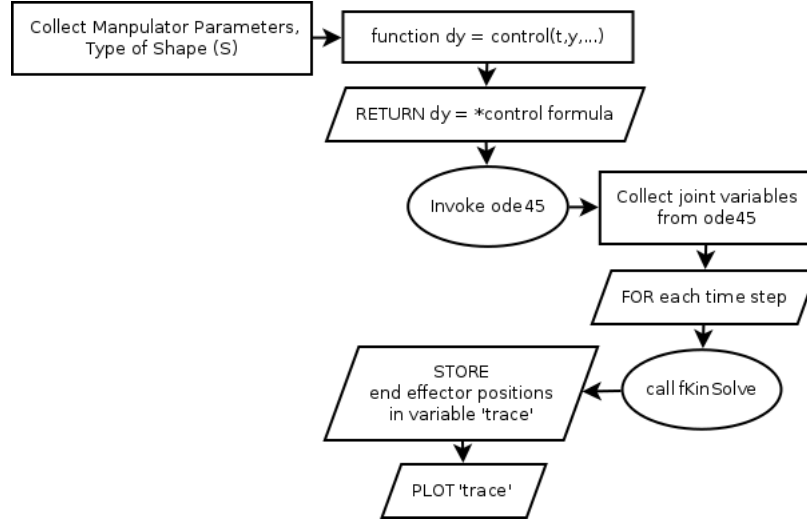 Collect Manpulator Parameters,
Type of Shape (S)
function dy = control(t,y,...)
RETURN dy = *control formula
Invoke ode45
Collect joint variables
from ode45
FOR each time step
call fKinSolve
STORE
end effector positions
in variable 'trace'
PLOT 'trace'